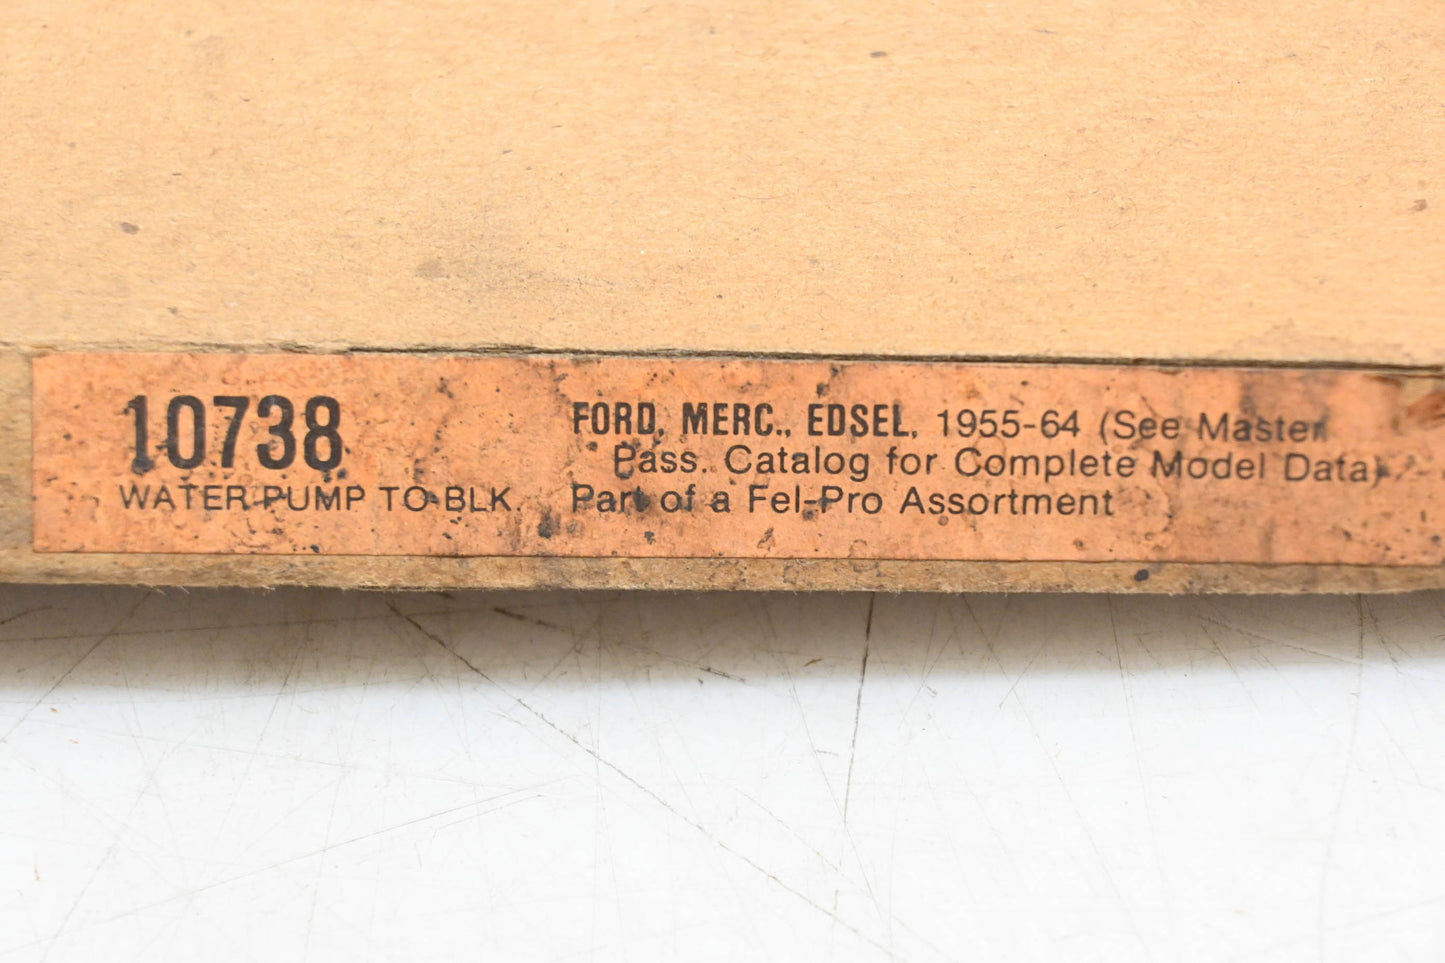 10738
WATER PUMP TO BLK.
FORD, MERC., EDSEL, 1955-64 (See Master
Pass. Catalog for Complete Model Data)
Part of a Fel-Pro Assortment